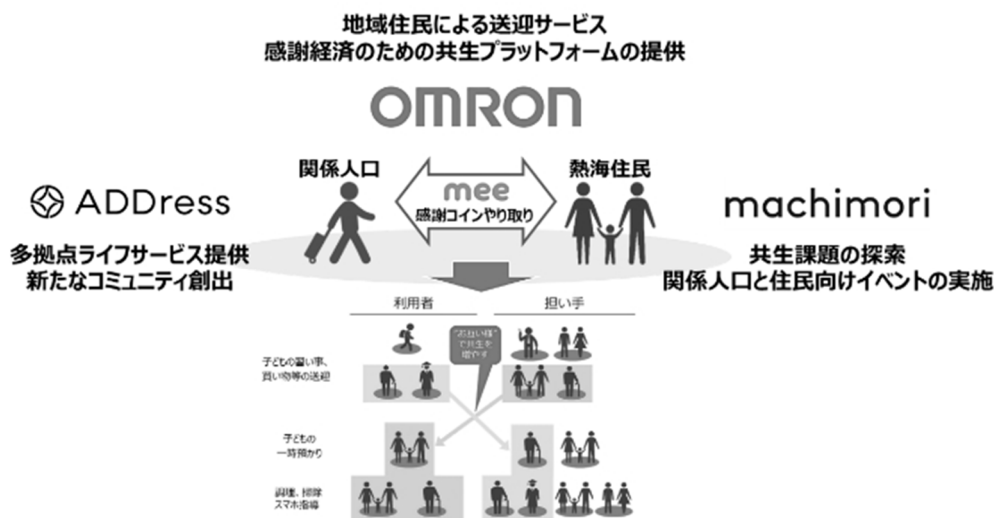 地域住民による送迎サービス
感謝経済のための共生プラットフォームの提供
OMRON
関係人口
mee
感謝コインやり取り
熱海住民
ADDress
多拠点ライフサービス提供
新たなコミュニティ創出
machimori
共生課題の探索
関係人口と住民向けイベントの実施
利用者
担い手
"お互い様"
で共生を
増やす
子どもの習い事、
買い物等の送迎
子どもの
一時預かり
調理、掃除
スマホ指導